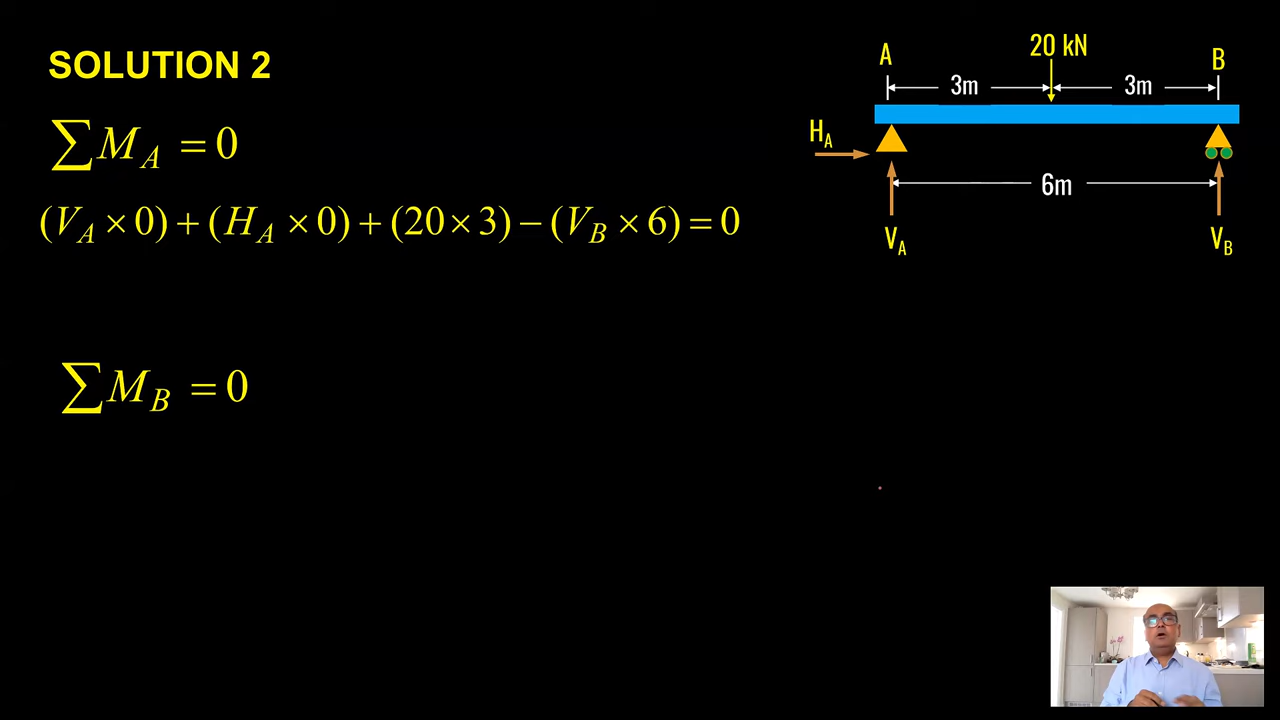 SOLUTION 2
∑M_A = 0
(V_A × 0) + (H_A × 0) + (20 × 3) − (V_B × 6) = 0
∑M_B = 0
A
20 kN
B
3m
3m
H_A
6m
V_A
V_B